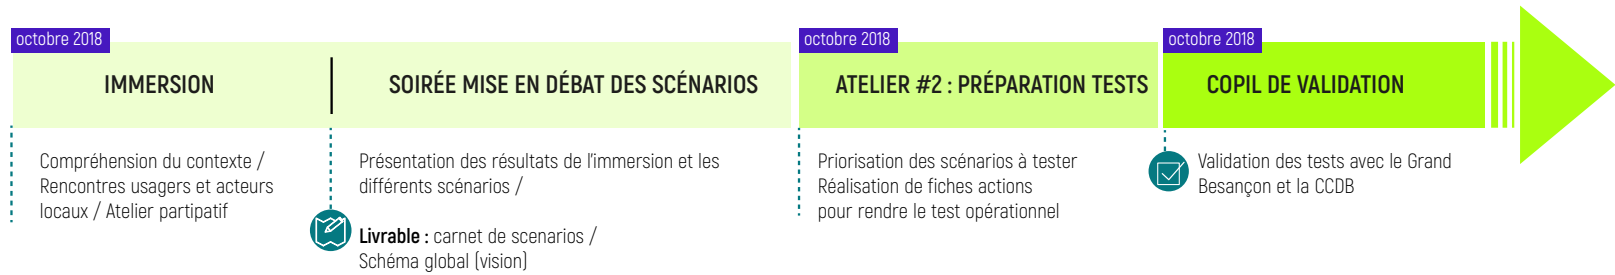 octobre 2018
IMMERSION
Compréhension du contexte /
Rencontres usagers et acteurs
locaux / Atelier partipatif
SOIRÉE MISE EN DÉBAT DES SCÉNARIOS
Présentation des résultats de l'immersion et les
différents scénarios /
Livrable : carnet de scenarios /
Schéma global (vision)
octobre 2018
ATELIER #2 : PRÉPARATION TESTS
Priorisation des scénarios à tester
Réalisation de fiches actions
pour rendre le test opérationnel
octobre 2018
COPIL DE VALIDATION
Validation des tests avec le Grand
Besançon et la CCDB